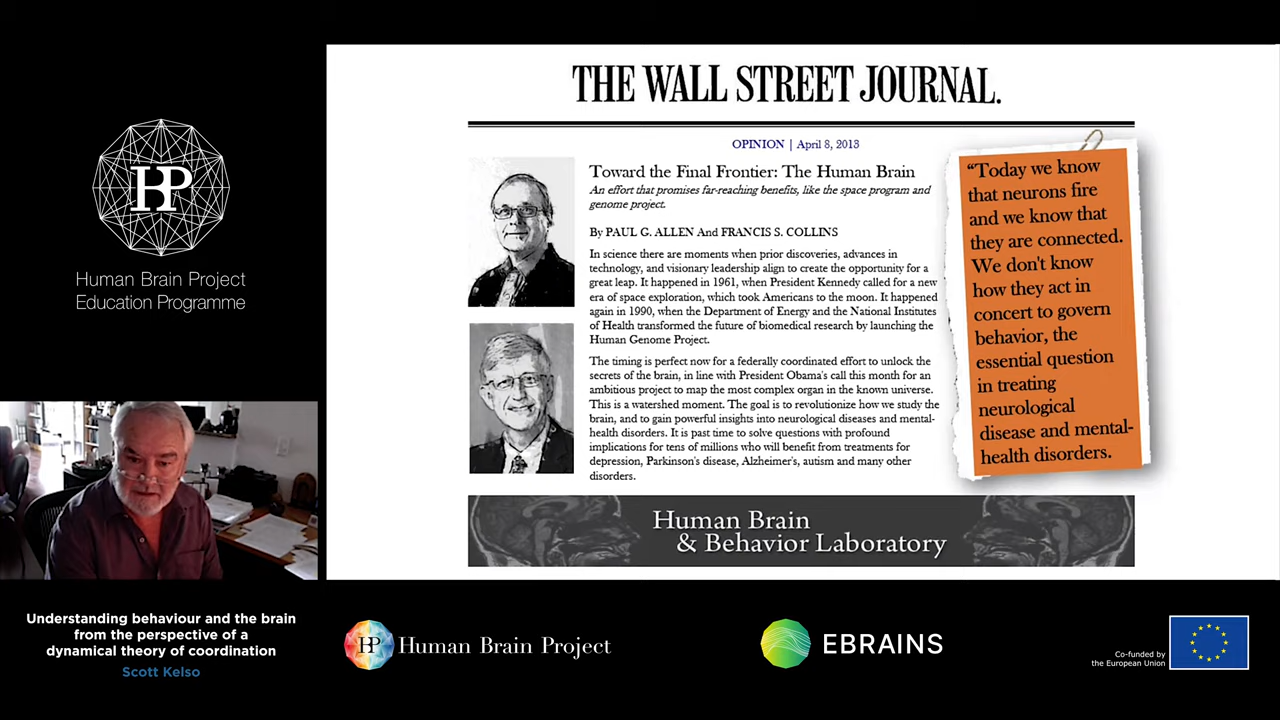 HP
Human Brain Project
Education Programme
THE WALL STREET JOURNAL.
OPINION | April 8, 2013
Toward the Final Frontier: The Human Brain
An effort that promises far-reaching benefits, like the space program and
genome project.
By PAUL G. ALLEN And FRANCIS S. COLLINS
In science there are moments when prior discoveries, advances in
technology, and visionary leadership align to create the opportunity for a
great leap. It happened in 1961, when President Kennedy called for a new
era of space exploration, which took Americans to the moon. It happened
again in 1990, when the Department of Energy and the National Institutes
of Health transformed the future of biomedical research by launching the
Human Genome Project.
The timing is perfect now for a federally coordinated effort to unlock the
secrets of the brain, in line with President Obama's call this month for an
ambitious project to map the most complex organ in the known universe.
This is a watershed moment. The goal is to revolutionize how we study the
brain, and to gain powerful insights into neurological diseases and mental-
health disorders. It is past time to solve questions with profound
implications for tens of millions who will benefit from treatments for
depression, Parkinson's disease, Alzheimer's, autism and many other
disorders.
“Today we know
that neurons fire
and we know that
they are connected.
We don't know
how they act in
concert to govern
behavior, the
essential question
in treating
neurological
disease and mental-
health disorders.
Human Brain
& Behavior Laboratory
Understanding behaviour and the brain
from the perspective of a
dynamical theory of coordination
Scott Kelso
HP
Human Brain Project
EBRAINS
Co-funded by
the European Union